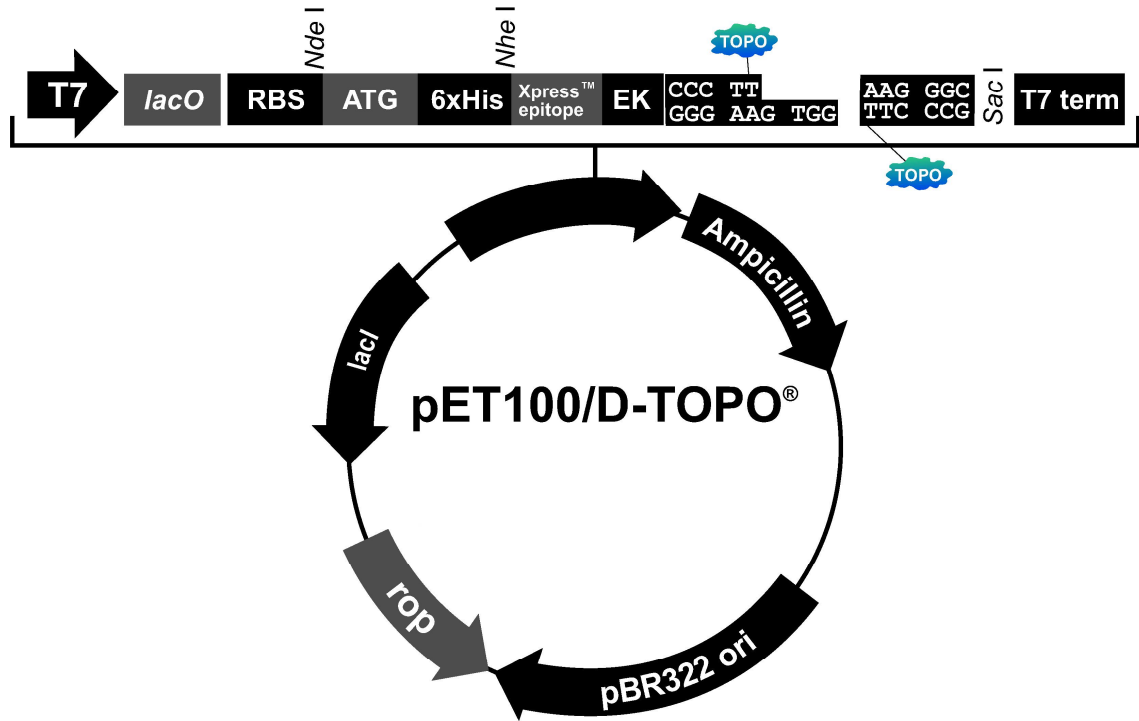 Nde I
Nhe I
TOPO
T7
lacO
RBS
ATG
6xHis
Xpress™
epitope
EK
CCC TT
GGG AAG TGG
AAG GGC
TTC CCG
Sac I
T7 term
TOPO
Ampicillin
lacI
pET100/D-TOPO®
rop
pBR322 ori